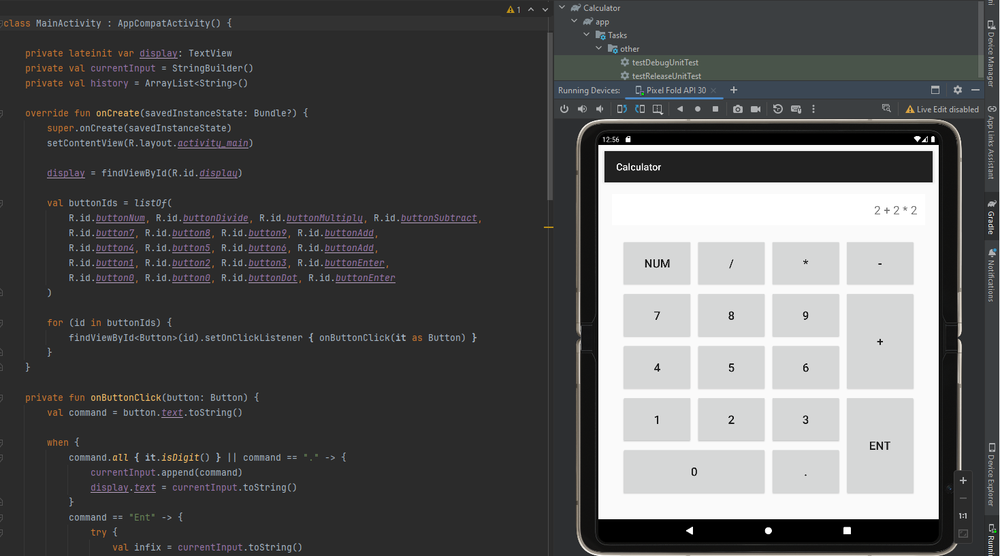 1
class MainActivity : AppCompatActivity() {
private lateinit var display: TextView
private val currentInput = StringBuilder()
private val history = ArrayList<String>()
override fun onCreate(savedInstanceState: Bundle?) {
super.onCreate(savedInstanceState)
setContentView(R.layout.activity_main)
display = findViewById(R.id.display)
val buttonIds = listOf(
R.id.buttonNum, R.id.buttonDivide, R.id.buttonMultiply, R.id.buttonSubtract,
R.id.button7, R.id.button8, R.id.button9, R.id.buttonAdd,
R.id.button4, R.id.button5, R.id.button6, R.id.buttonAdd,
R.id.button1, R.id.button2, R.id.button3, R.id.buttonEnter,
R.id.button0, R.id.button0, R.id.buttonDot, R.id.buttonEnter
)
for (id in buttonIds) {
findViewById<Button>(id).setOnClickListener { onButtonClick(it as Button) }
}
}
private fun onButtonClick(button: Button) {
val command = button.text.toString()
when {
command.all { it.isDigit() } || command == "." -> {
currentInput.append(command)
display.text = currentInput.toString()
}
command == "Ent" -> {
try {
val infix = currentInput.toString()
Calculator
app
Tasks
other
testDebugUnitTest
testReleaseUnitTest
Running Devices:
Pixel Fold API 30
Live Edit disabled
12:56
Calculator
2 + 2 * 2
NUM
/
*
-
7
8
9
+
4
5
6
1
2
3
ENT
0
.
1:1
Device Manager
App Links Assistant
Gradle
Notifications
Device Explorer